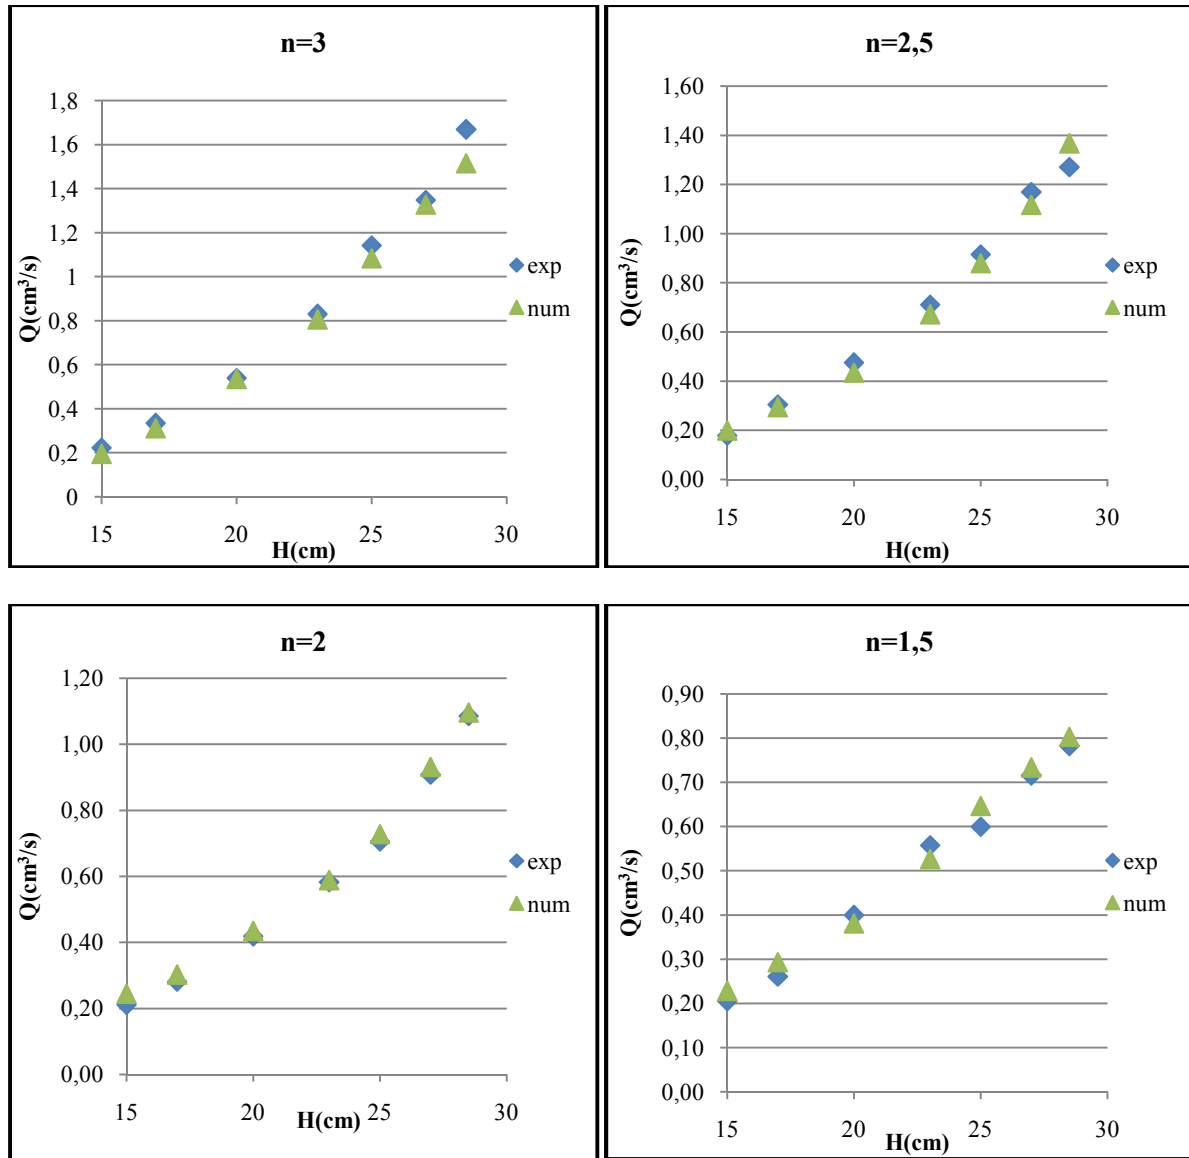 n=3
1,8
1,6
1,4
1,2
1
0,8
0,6
0,4
0,2
0
15 20 25 30
H(cm)
Q(cm³/s)
exp
num
n=2,5
1,60
1,40
1,20
1,00
0,80
0,60
0,40
0,20
0,00
15 20 25 30
H(cm)
Q(cm³/s)
exp
num
n=2
1,20
1,00
0,80
0,60
0,40
0,20
0,00
15 20 25 30
H(cm)
Q(cm³/s)
exp
num
n=1,5
0,90
0,80
0,70
0,60
0,50
0,40
0,30
0,20
0,10
0,00
15 20 25 30
H(cm)
Q(cm³/s)
exp
num